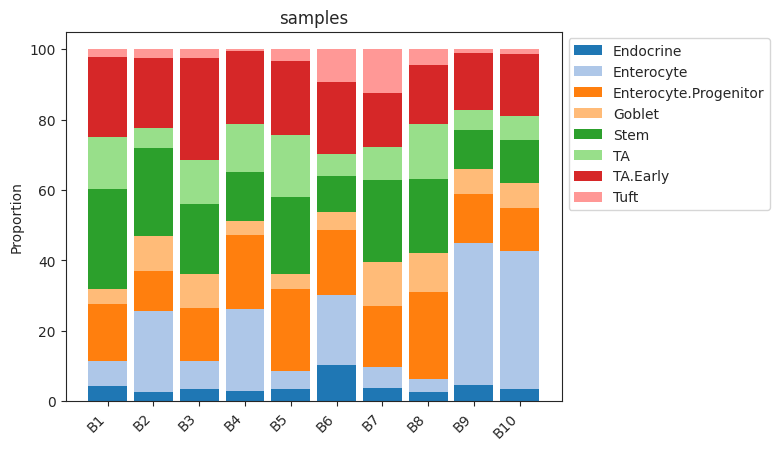 samples
Proportion
100
80
60
40
20
0
B1 B2 B3 B4 B5 B6 B7 B8 B9 B10
Endocrine
Enterocyte
Enterocyte.Progenitor
Goblet
Stem
TA
TA.Early
Tuft